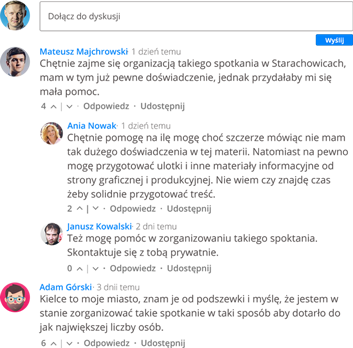 Dołącz do dyskusji
Wyślij
Mateusz Majchrowski · 1 dzień temu
Chętnie zajme się organizacją takiego spotkania w Starachowicach,
mam w tym już pewne doświadczenie, jednak przydałaby mi się
mała pomoc.
4 | · Odpowiedz · Udostępnij
Ania Nowak · 1 dzień temu
Chętnie pomogę na ilę mogę choć szczerze mówiąc nie mam
tak dużego doświadczenia w tej materii. Natomiast na pewno
mogę przygotować ulotki i inne materiały informacyjne od
strony graficznej i produkcyjnej. Nie wiem czy znajdę czas
żeby solidnie przygotować treść.
2 | · Odpowiedz · Udostępnij
Janusz Kowalski · 2 dni temu
Też mogę pomóc w zorganizowaniu takiego spoktania.
Skontaktuje się z tobą prywatnie.
0 | · Odpowiedz · Udostępnij
Adam Górski · 3 dnii temu
Kielce to moje miasto, znam je od podszewki i myślę, że jestem w
stanie zorganizować takie spotkanie w taki sposób aby dotarło do
jak największej liczby osób.
6 | · Odpowiedz · Udostępnij